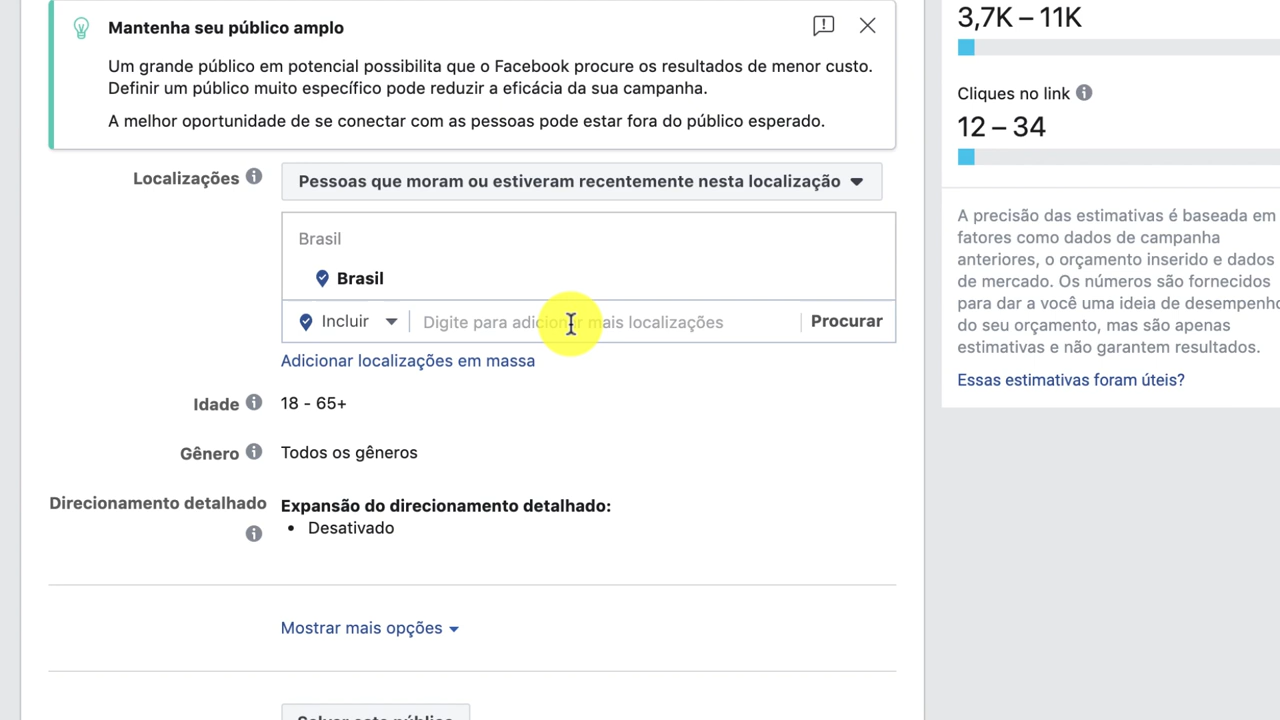 Mantenha seu público amplo
Um grande público em potencial possibilita que o Facebook procure os resultados de menor custo.
Definir um público muito específico pode reduzir a eficácia da sua campanha.
A melhor oportunidade de se conectar com as pessoas pode estar fora do público esperado.
Localizações
Pessoas que moram ou estiveram recentemente nesta localização
Brasil
Brasil
Incluir
Digite para adicionar mais localizações
Procurar
Adicionar localizações em massa
Idade
18 - 65+
Gênero
Todos os gêneros
Direcionamento detalhado
Expansão do direcionamento detalhado:
• Desativado
Mostrar mais opções
Salvar este público
3,7K – 11K
Cliques no link
12 – 34
A precisão das estimativas é baseada em
fatores como dados de campanha
anteriores, o orçamento inserido e dados
de mercado. Os números são fornecidos
para dar a você uma ideia de desempenho
do seu orçamento, mas são apenas
estimativas e não garantem resultados.
Essas estimativas foram úteis?